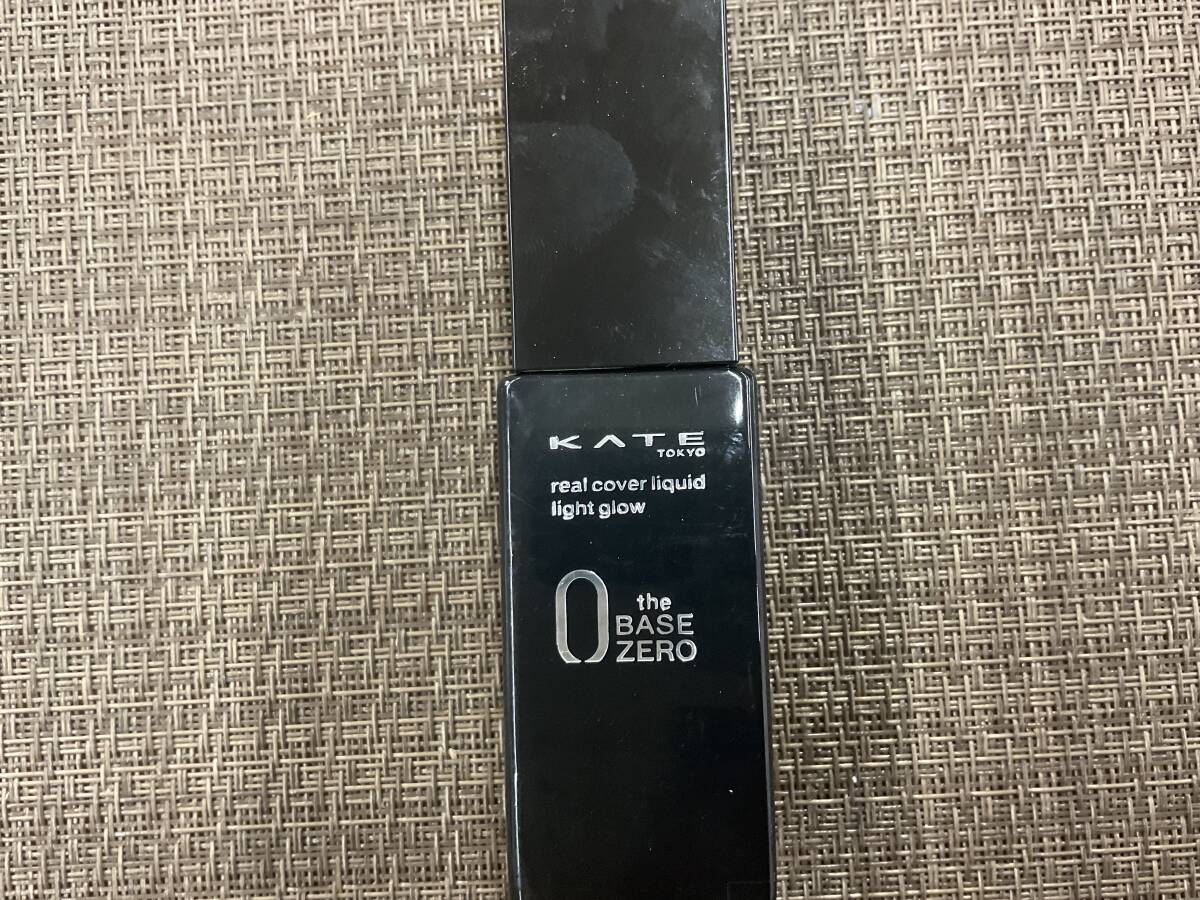 KATE
TOKYO
real cover liquid
light glow
0 the
BASE
ZERO